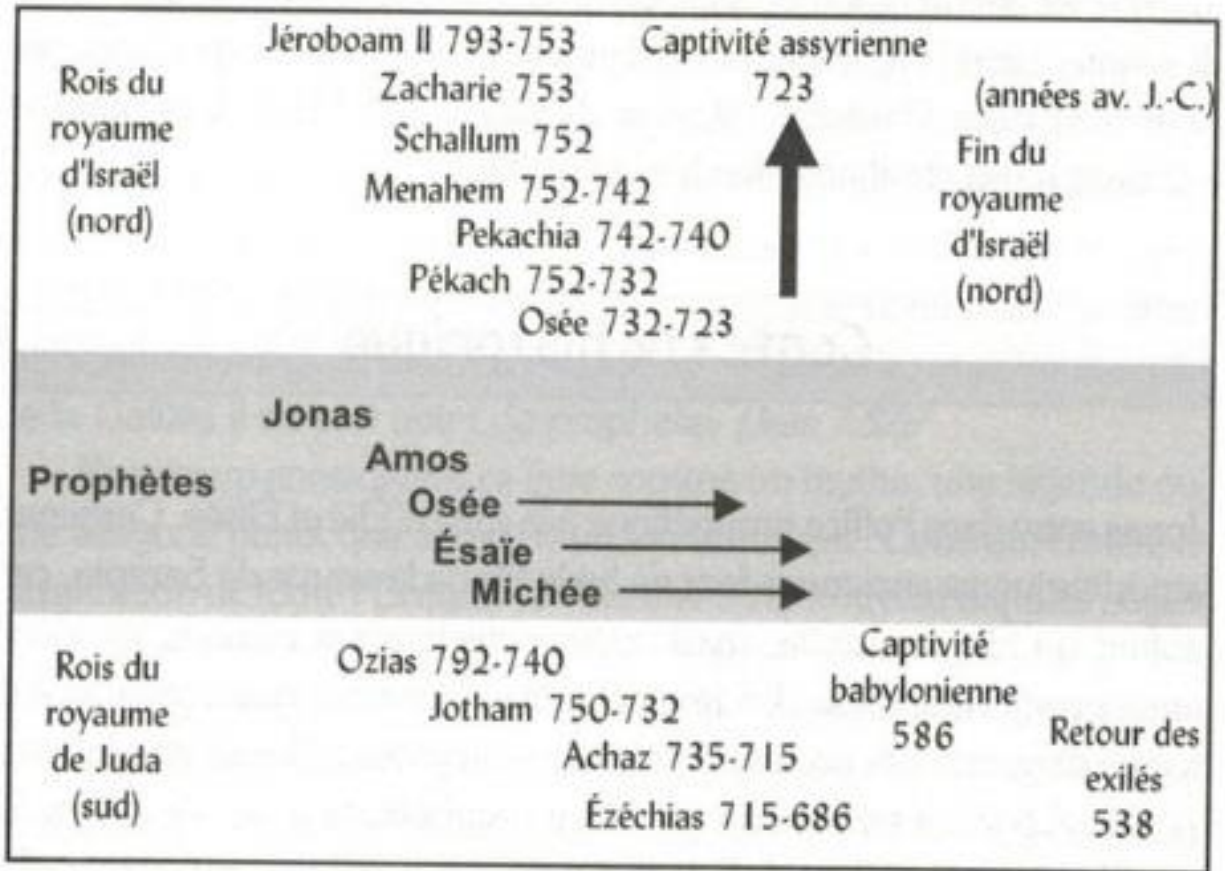 Jéroboam II 793-753
Captivité assyrienne
Rois du
royaume
d'Israël
(nord)
Zacharie 753
Schallum 752
Menahem 752-742
Pekachia 742-740
Pékach 752-732
Osée 732-723
723
(années av. J.-C.)
Fin du
royaume
d'Israël
(nord)
Prophètes
Jonas
Amos
Osée
Ésaïe
Michée
Rois du
royaume
de Juda
(sud)
Ozias 792-740
Jotham 750-732
Achaz 735-715
Ézéchias 715-686
Captivité
babylonienne
586
Retour des
exilés
538